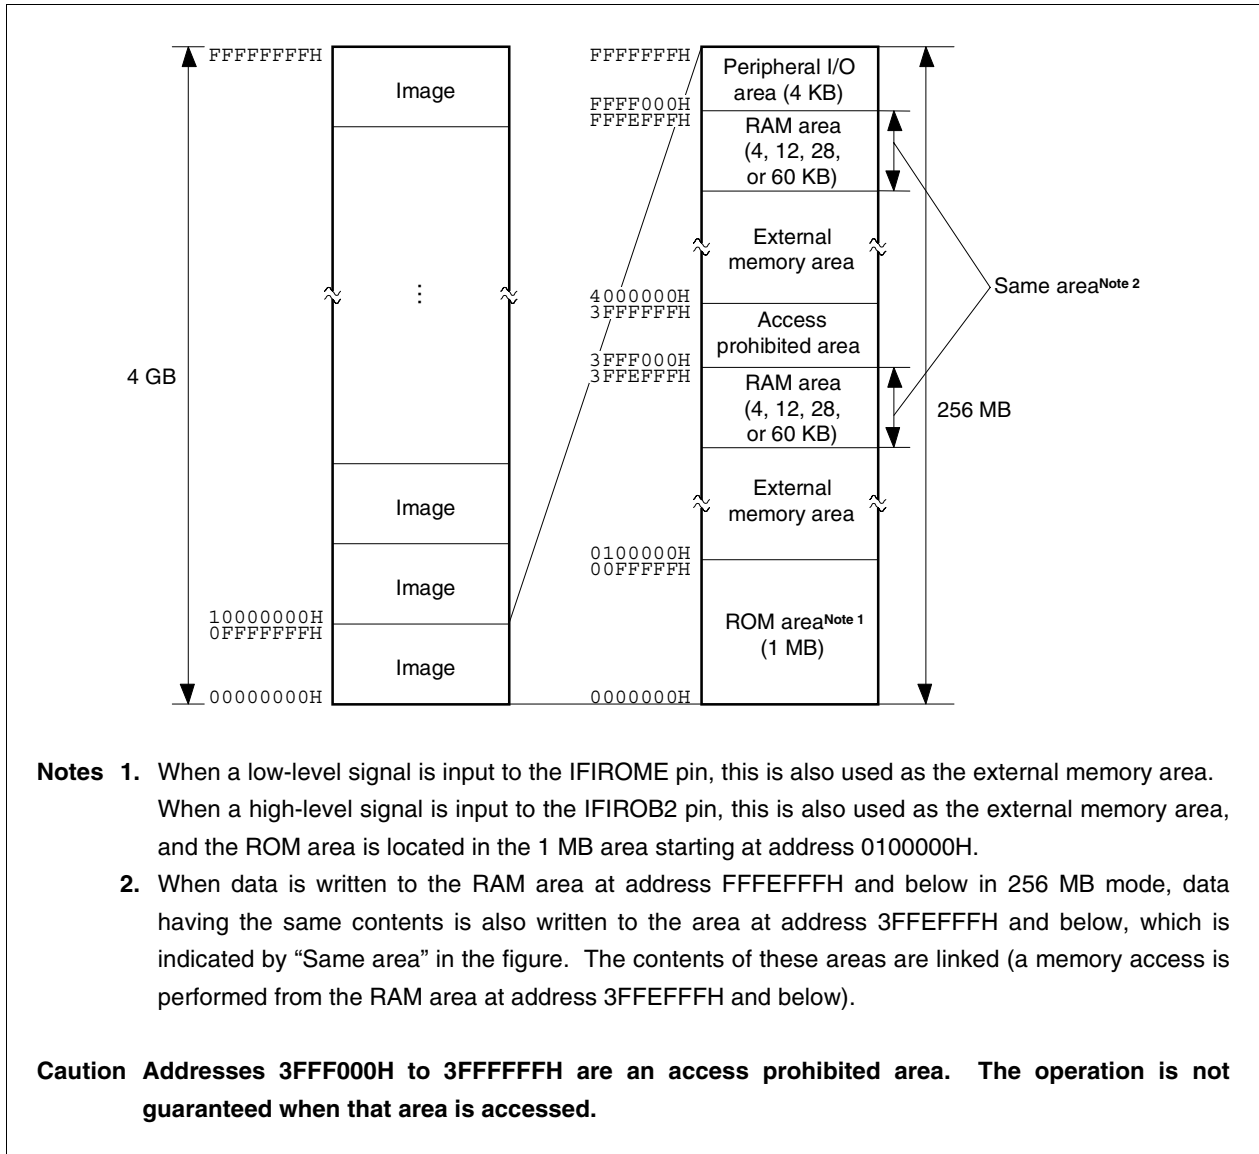 FFFFFFFFH
Image
⋮
4 GB
Image
Image
10000000H
0FFFFFFFH
Image
00000000H
FFFFFFFH
Peripheral I/O
area (4 KB)
FFFF000H
FFFEFFFH
RAM area
(4, 12, 28,
or 60 KB)
External
memory area
Same area Note 2
4000000H
3FFFFFFH
Access
prohibited area
3FFF000H
3FFEFFFH
RAM area
(4, 12, 28,
or 60 KB)
256 MB
External
memory area
0100000H
00FFFFFH
ROM area Note 1
(1 MB)
0000000H
Notes 1. When a low-level signal is input to the IFIROME pin, this is also used as the external memory area.
When a high-level signal is input to the IFIROB2 pin, this is also used as the external memory area,
and the ROM area is located in the 1 MB area starting at address 0100000H.
2. When data is written to the RAM area at address FFFEFFFH and below in 256 MB mode, data
having the same contents is also written to the area at address 3FFEFFFH and below, which is
indicated by “Same area” in the figure. The contents of these areas are linked (a memory access is
performed from the RAM area at address 3FFEFFFH and below).
Caution Addresses 3FFF000H to 3FFFFFFH are an access prohibited area. The operation is not
guaranteed when that area is accessed.